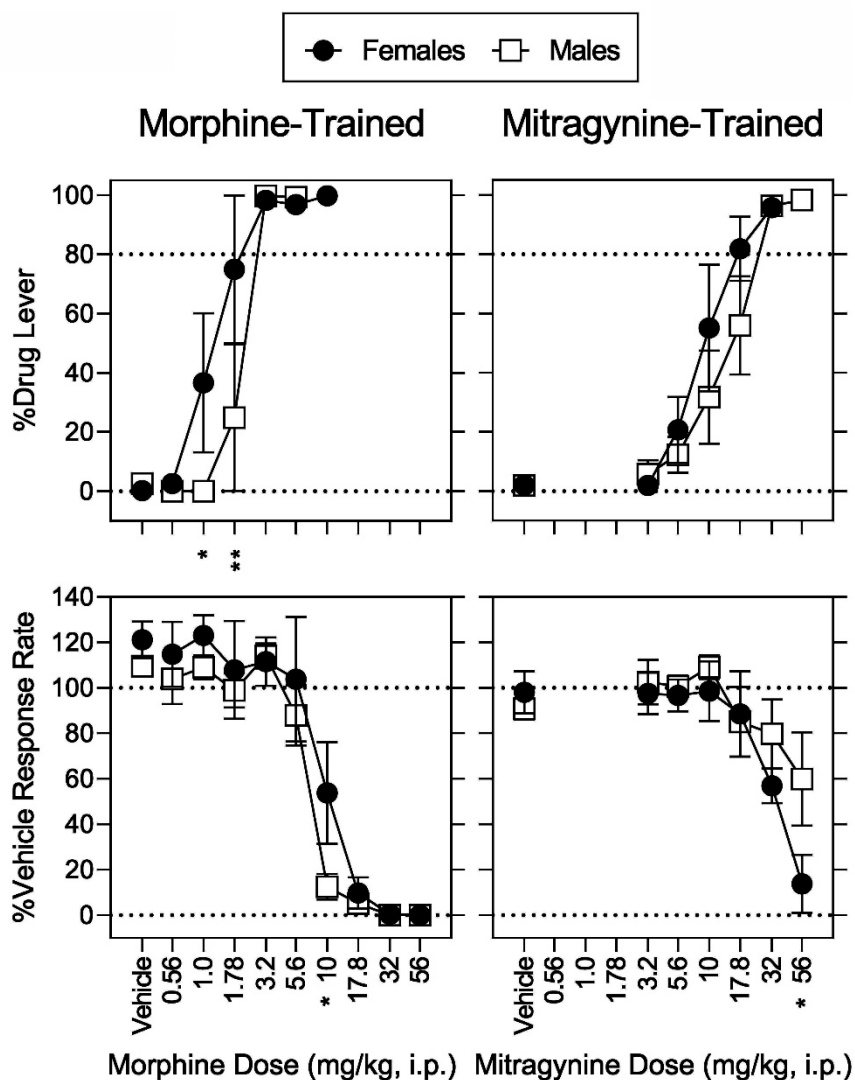 Females Males
Morphine-Trained Mitragynine-Trained
%Drug Lever
100
80
60
40
20
0
* **
%Vehicle Response Rate
140
120
100
80
60
40
20
0
Vehicle 0.56 1.0 1.78 3.2 5.6 * 10 17.8 32 56
Vehicle 0.56 1.0 1.78 3.2 5.6 10 17.8 32 * 56
Morphine Dose (mg/kg, i.p.) Mitragynine Dose (mg/kg, i.p.)